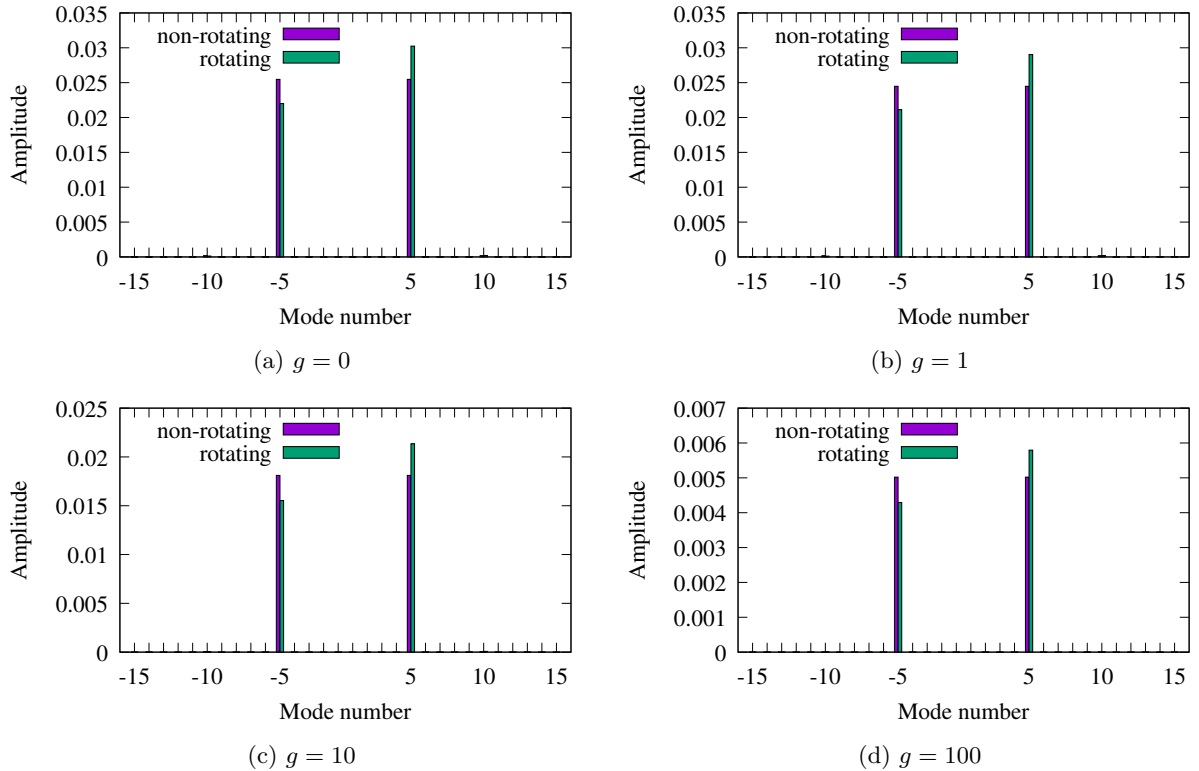 0.035
0.03
0.025
0.02
0.015
0.01
0.005
0
Amplitude
non-rotating
rotating
-15 -10 -5 5 10 15
Mode number
(a) g = 0
0.035
0.03
0.025
0.02
0.015
0.01
0.005
0
Amplitude
non-rotating
rotating
-15 -10 -5 5 10 15
Mode number
(b) g = 1
0.025
0.02
0.015
0.01
0.005
0
Amplitude
non-rotating
rotating
-15 -10 -5 5 10 15
Mode number
(c) g = 10
0.007
0.006
0.005
0.004
0.003
0.002
0.001
0
Amplitude
non-rotating
rotating
-15 -10 -5 5 10 15
Mode number
(d) g = 100